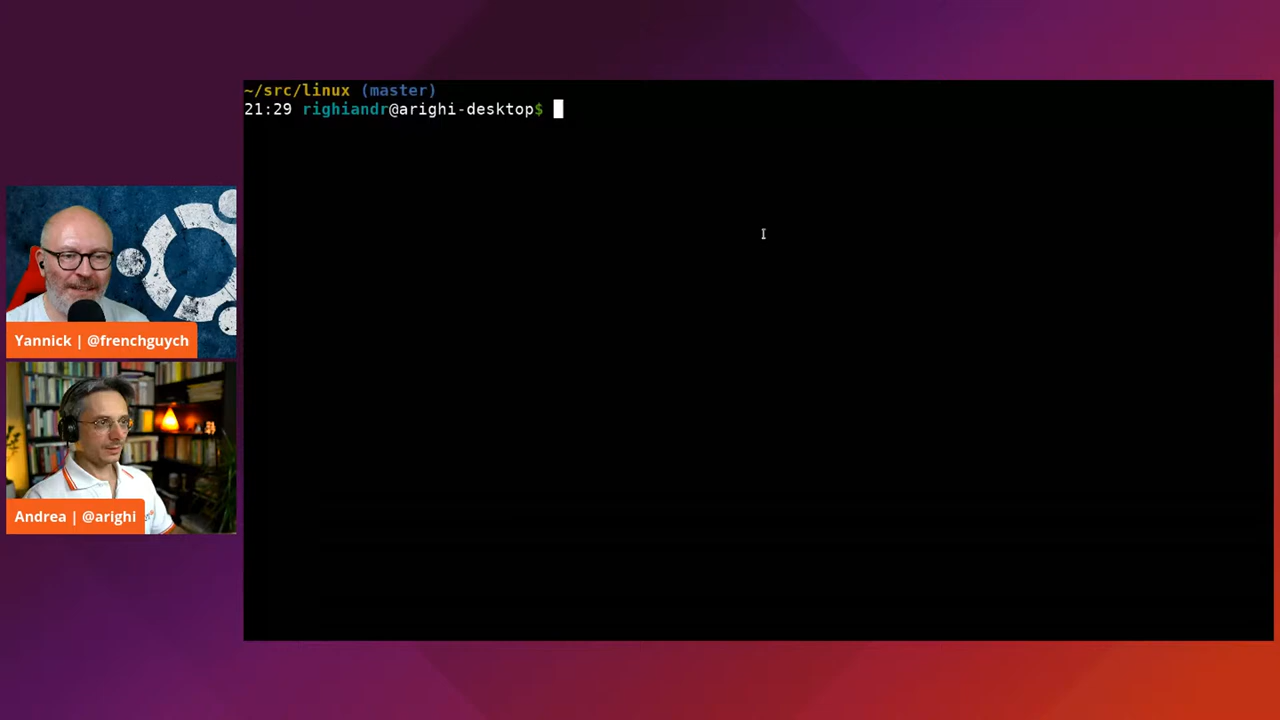 ~/src/linux (master)
21:29 righiandr@arighi-desktop$
Yannick | @frenchguych
Andrea | @arighi